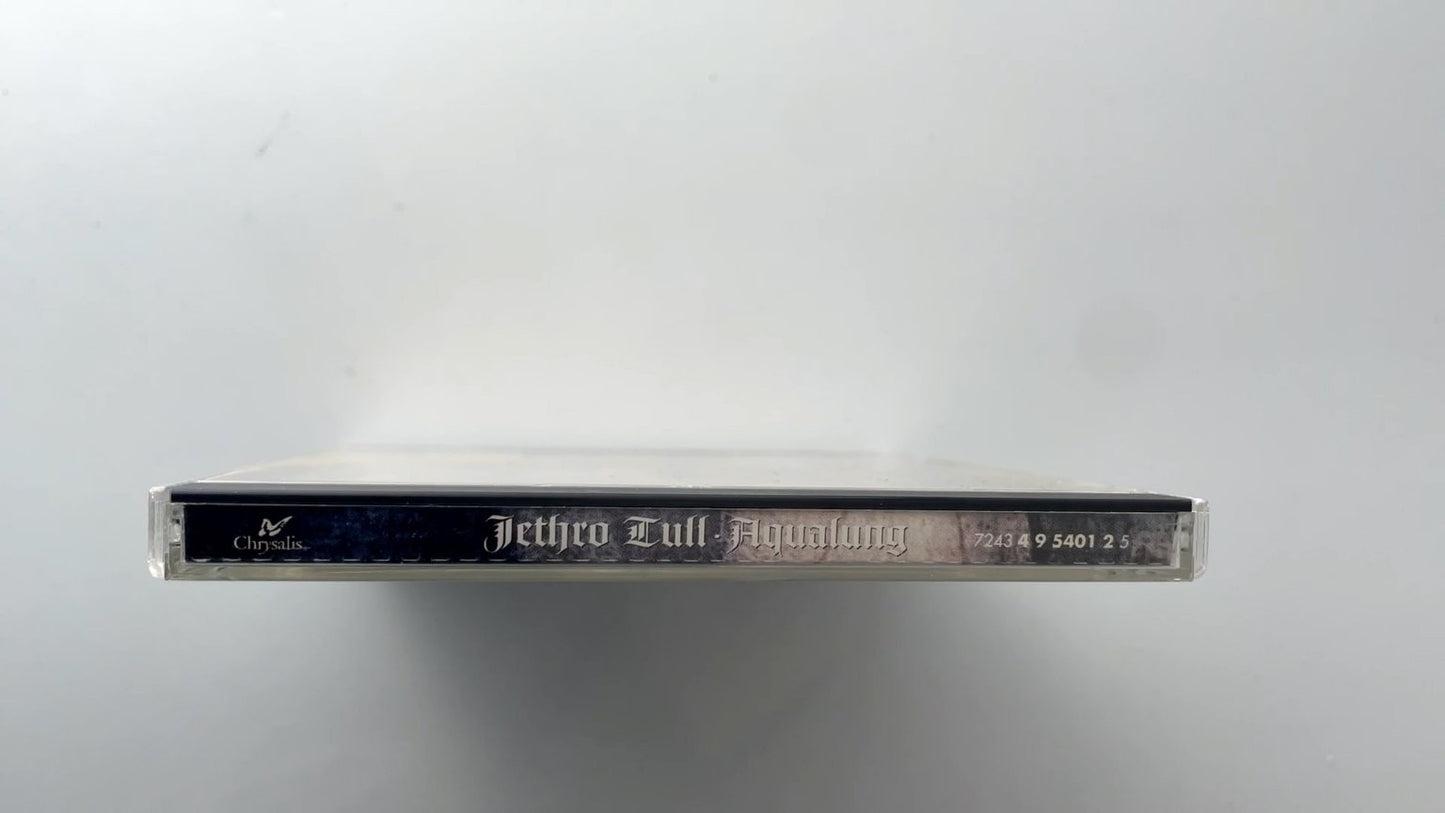 Chrysalis
Jethro Tull · Aqualung
7243 4 9 5401 2 5